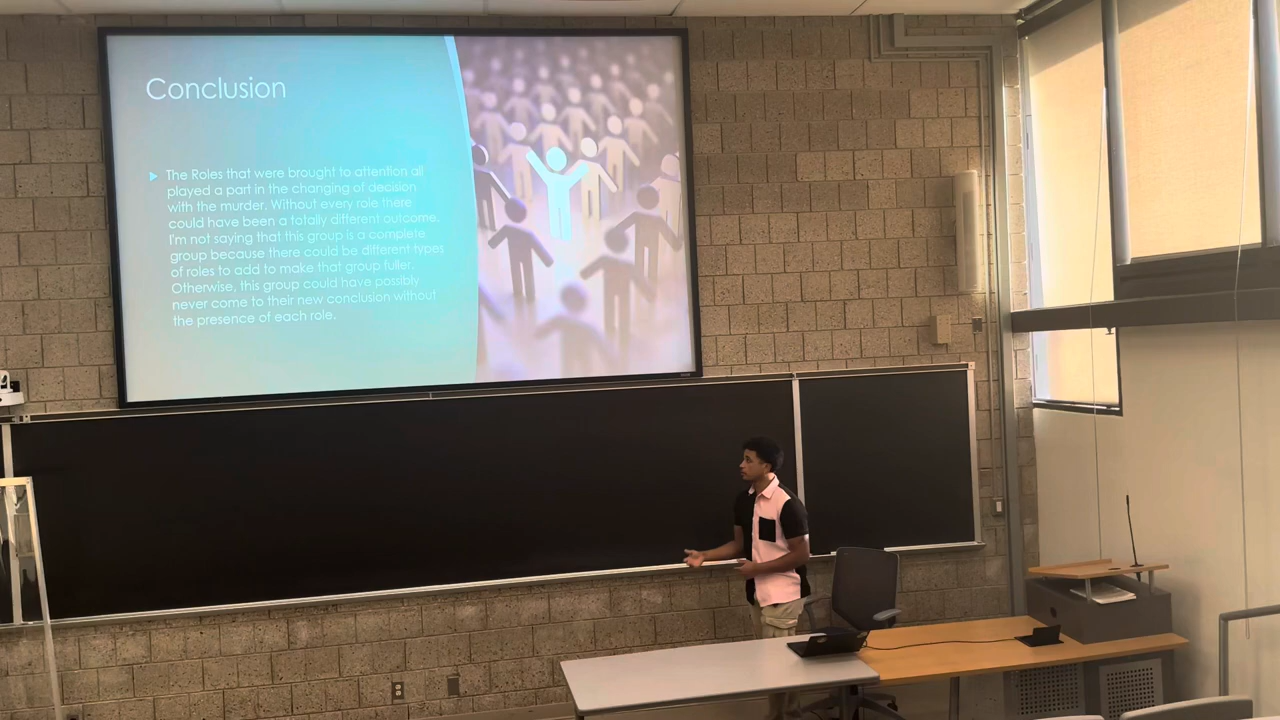 Conclusion
The Roles that were brought to attention all
played a part in the changing of decision
with the murder. Without every role there
could have been a totally different outcome.
I'm not saying that this group is a complete
group because there could be different types
of roles to add to make that group fuller.
Otherwise, this group could have possibly
never come to their new conclusion without
the presence of each role.